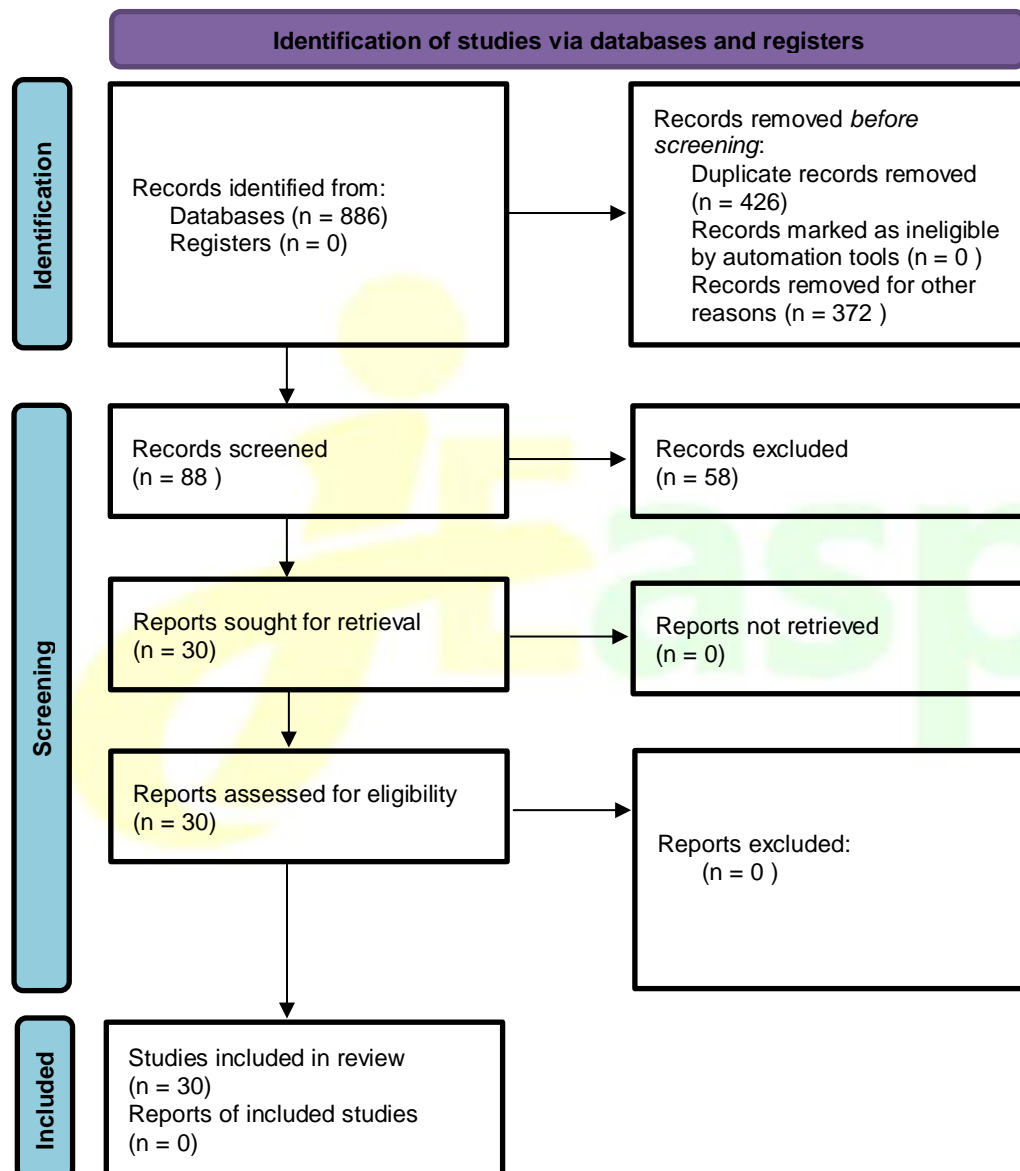 Identification of studies via databases and registers
Identification
Records identified from:
Databases (n = 886)
Registers (n = 0)
Records removed before
screening:
Duplicate records removed
(n = 426)
Records marked as ineligible
by automation tools (n = 0 )
Records removed for other
reasons (n = 372 )
Screening
Records screened
(n = 88 )
Records excluded
(n = 58)
Reports sought for retrieval
(n = 30)
Reports not retrieved
(n = 0)
Reports assessed for eligibility
(n = 30)
Reports excluded:
(n = 0 )
Included
Studies included in review
(n = 30)
Reports of included studies
(n = 0)